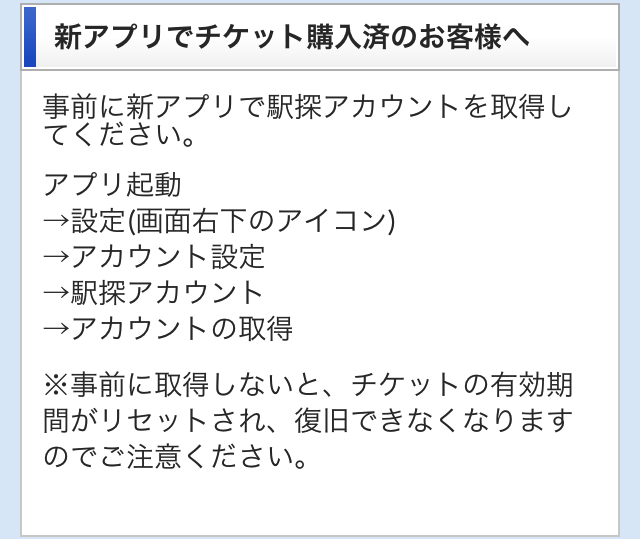 新アプリでチケット購入済のお客様へ
事前に新アプリで駅探アカウントを取得し
てください。
アプリ起動
→設定(画面右下のアイコン)
→アカウント設定
→駅探アカウント
→アカウントの取得
※事前に取得しないと、チケットの有効期
間がリセットされ、復旧できなくなります
のでご注意ください。